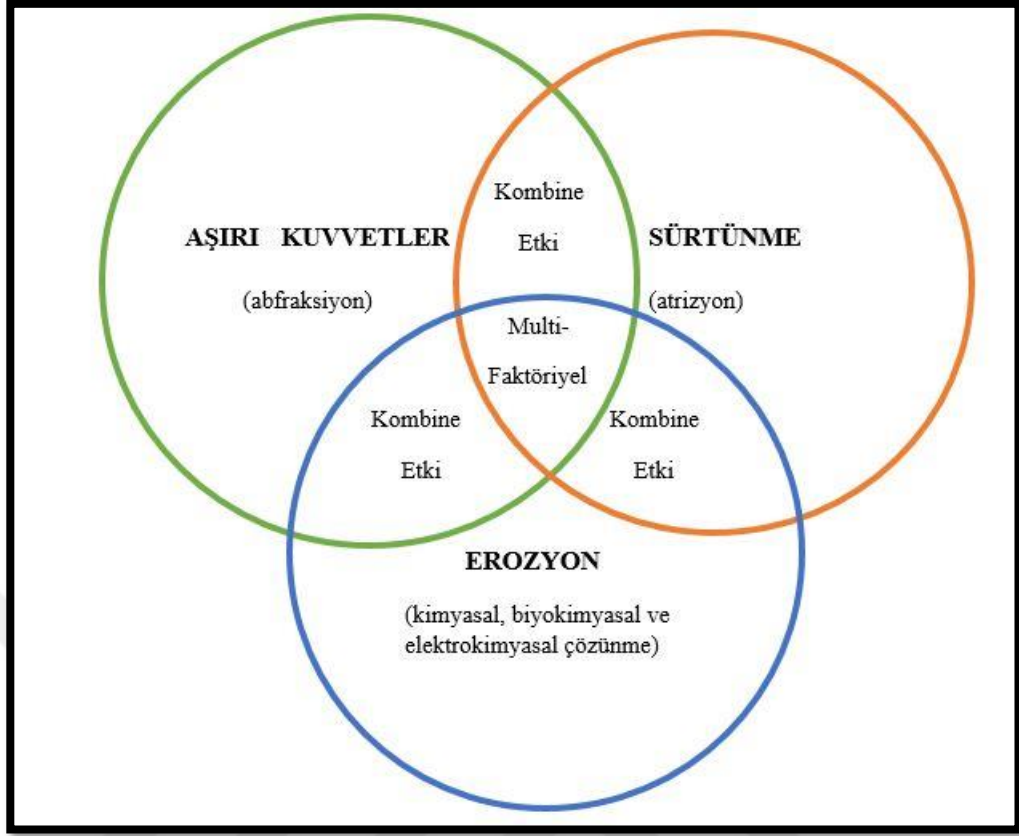 Kombine
Etki
AŞIRI KUVVETLER
(abfraksiyon)
SÜRTÜNME
(atrizyon)
Multi-
Faktöriyel
Kombine
Etki
Kombine
Etki
EROZYON
(kimyasal, biyokimyasal ve
elektrokimyasal çözünme)